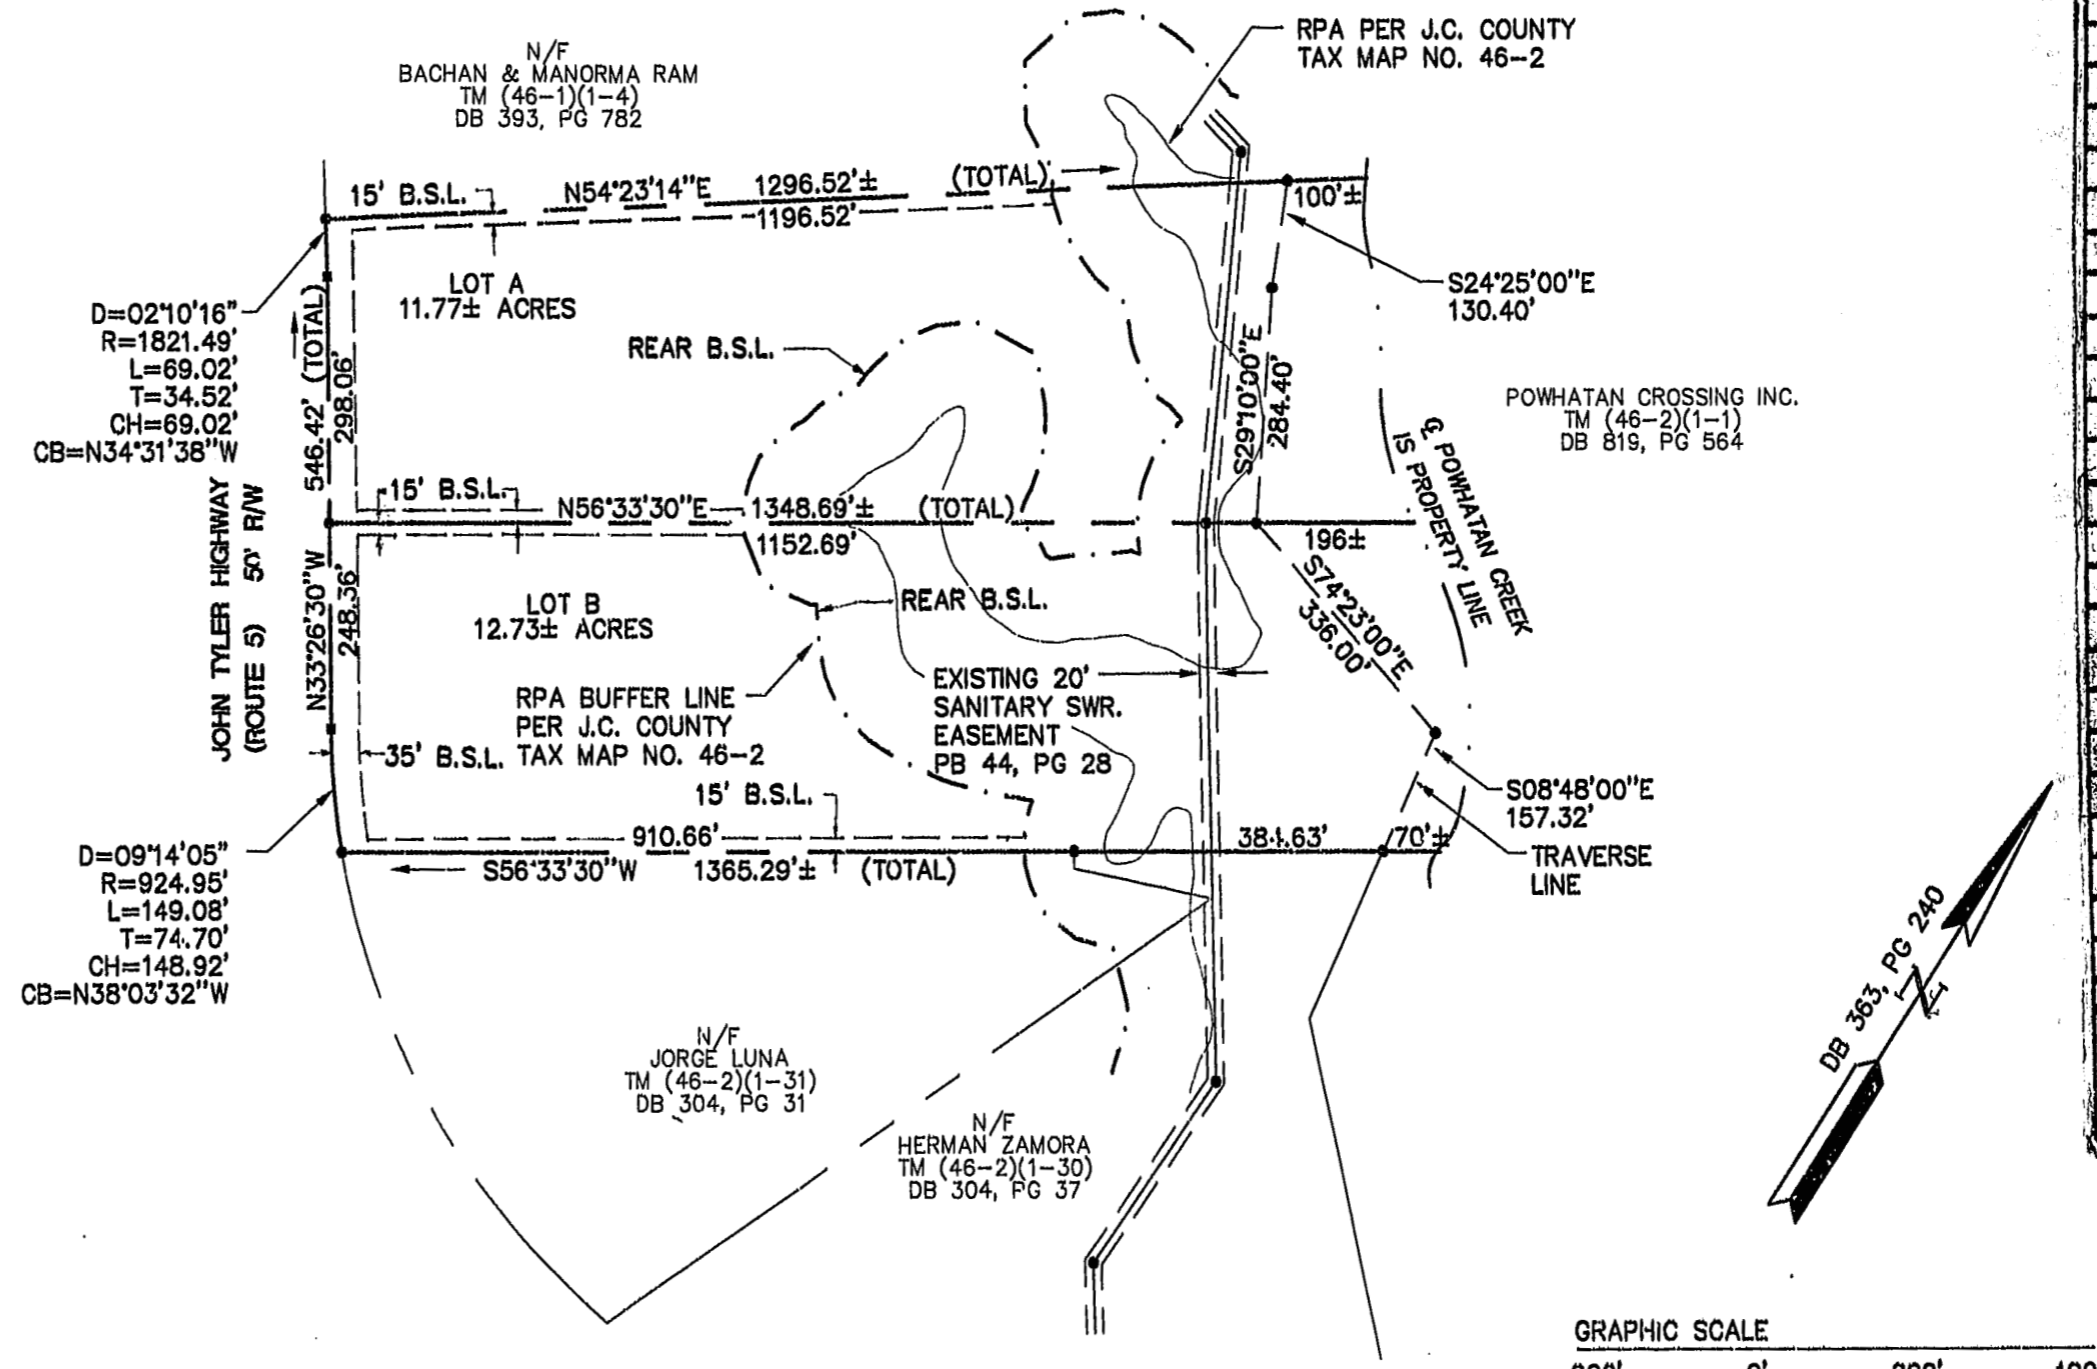 N/F
BACHAN & MANORMA RAM
TM (46-1)(1-4)
DB 393, PG 782
RPA PER J.C. COUNTY
TAX MAP NO. 46-2
15' B.S.L.
N54°23'14"E
1296.52'±
(TOTAL)
1196.52'
100'±
LOT A
11.77± ACRES
S24°25'00"E
130.40'
D=02°10'16"
R=1821.49'
L=69.02'
T=34.52'
CH=69.02'
CB=N34°31'38"W
546.42' (TOTAL)
298.06'
REAR B.S.L.
S29°10'00"E
284.40'
POWHATAN CROSSING INC.
TM (46-2)(1-1)
DB 819, PG 564
℄ POWHATAN CREEK
IS PROPERTY LINE
15' B.S.L.
N56°33'30"E
1348.69'±
(TOTAL)
1152.69'
196±
JOHN TYLER HIGHWAY
(ROUTE 5) 50' R/W
N33°26'30"W
248.36'
LOT B
12.73± ACRES
REAR B.S.L.
S74°23'00"E
336.00'
RPA BUFFER LINE
PER J.C. COUNTY
TAX MAP NO. 46-2
EXISTING 20'
SANITARY SWR.
EASEMENT
PB 44, PG 28
35' B.S.L.
15' B.S.L.
S08°48'00"E
157.32'
910.66'
384.63'
70'±
S56°33'30"W
1365.29'±
(TOTAL)
TRAVERSE
LINE
D=09°14'05"
R=924.95'
L=149.08'
T=74.70'
CH=148.92'
CB=N38°03'32"W
DB 363, PG 240
N
N/F
JORGE LUNA
TM (46-2)(1-31)
DB 304, PG 31
N/F
HERMAN ZAMORA
TM (46-2)(1-30)
DB 304, PG 37
GRAPHIC SCALE